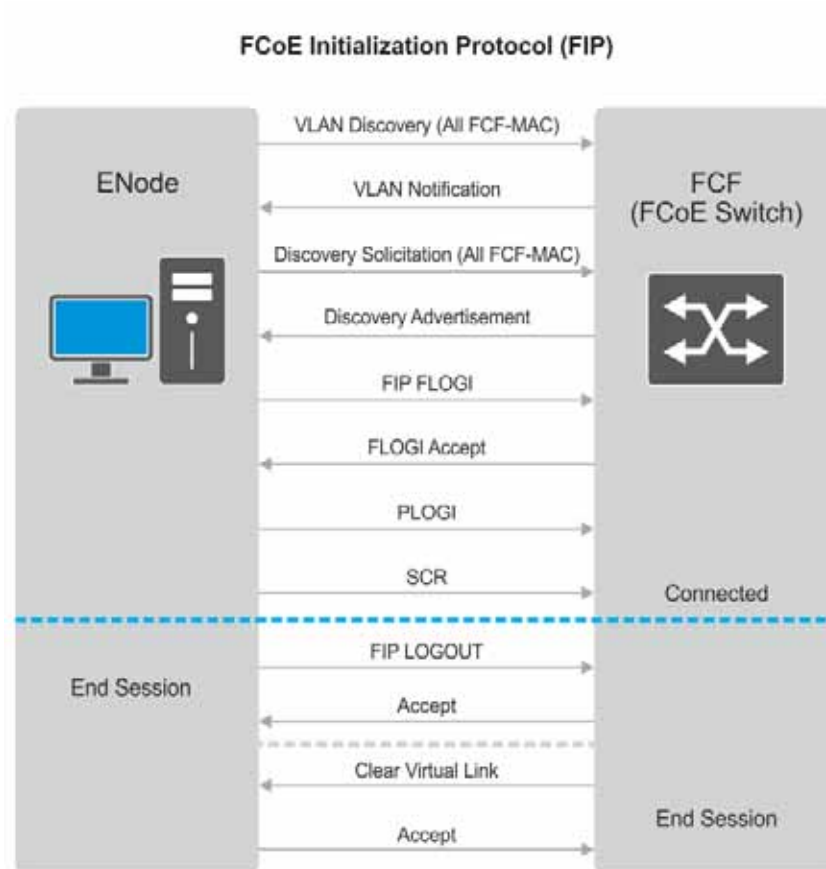 FCoE Initialization Protocol (FIP)
VLAN Discovery (All FCF-MAC)
ENode
VLAN Notification
FCF
(FCoE Switch)
Discovery Solicitation (All FCF-MAC)
Discovery Advertisement
FIP FLOGI
FLOGI Accept
PLOGI
SCR
Connected
FIP LOGOUT
End Session
Accept
Clear Virtual Link
End Session
Accept